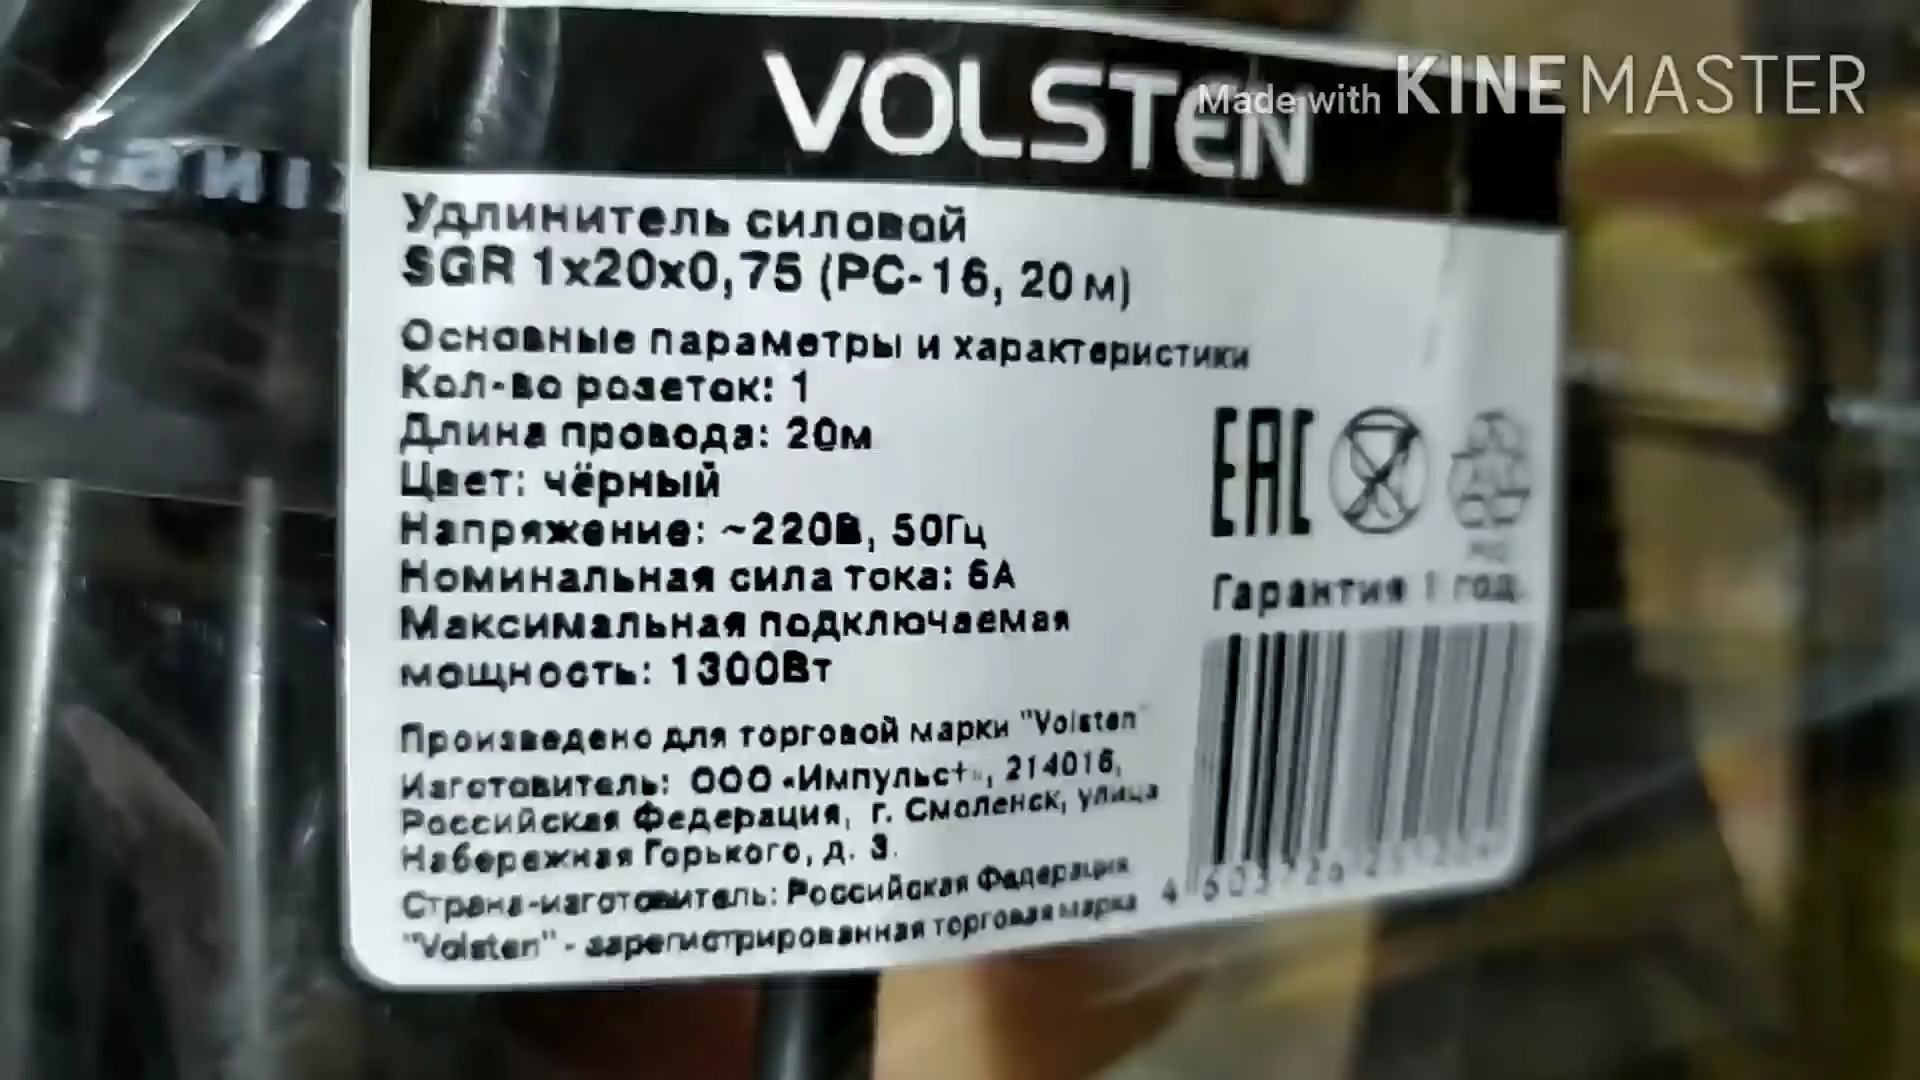 VOLSTEN
Made with KINEMASTER
Удлинитель силовой
SGR 1x20x0,75 (РС-16, 20 м)
Основные параметры и характеристики
Кол-во розеток: 1
Длина провода: 20м
Цвет: чёрный
Напряжение: ~220В, 50Гц
Номинальная сила тока: 6А
Максимальная подключаемая
мощность: 1300Вт
EAC
Гарантия 1 год.
Произведено для торговой марки "Volsten"
Изготовитель: ООО «Импульс+», 214016,
Российская Федерация, г. Смоленск, улица
Набережная Горького, д. 3.
Страна-изготовитель: Российская Федерация
"Volsten" - зарегистрированная торговая марка